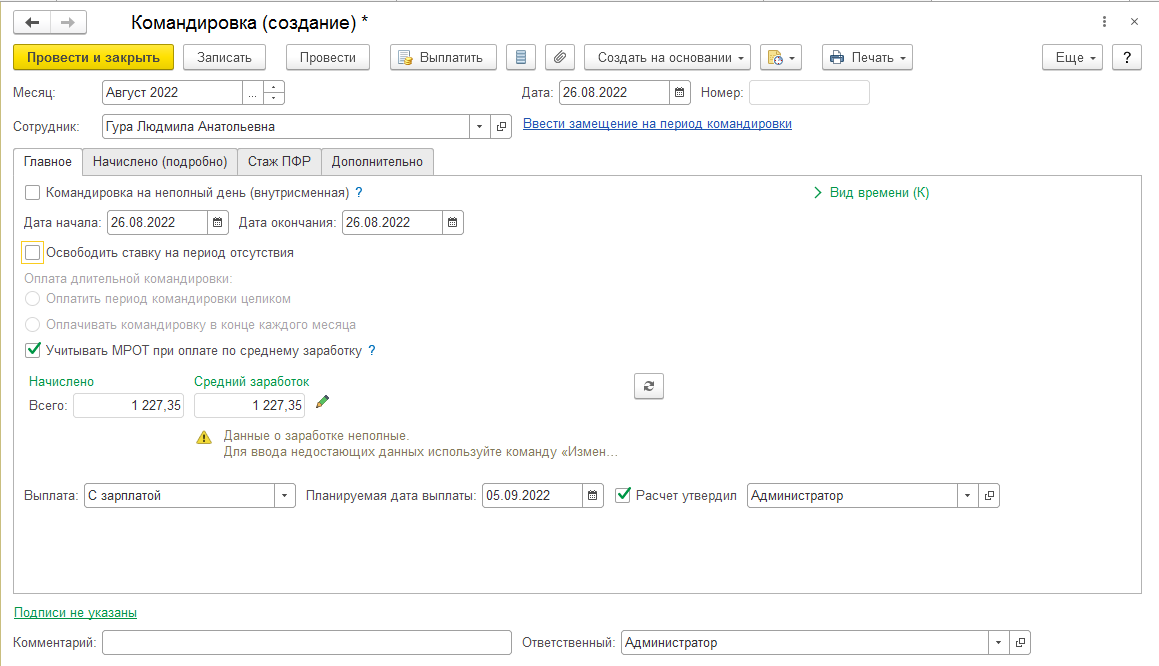 Командировка (создание) *
Провести и закрыть Записать Провести Выплатить Создать на основании Печать Еще ?
Месяц: Август 2022 ... Дата: 26.08.2022 Номер:
Сотрудник: Гура Людмила Анатольевна Ввести замещение на период командировки
Главное Начислено (подробно) Стаж ПФР Дополнительно
Командировка на неполный день (внутрисменная) ? Вид времени (К)
Дата начала: 26.08.2022 Дата окончания: 26.08.2022
Освободить ставку на период отсутствия
Оплата длительной командировки:
Оплатить период командировки целиком
Оплачивать командировку в конце каждого месяца
Учитывать МРОТ при оплате по среднему заработку ?
Начислено Средний заработок
Всего: 1 227,35 1 227,35
Данные о заработке неполные.
Для ввода недостающих данных используйте команду «Измен...
Выплата: С зарплатой Планируемая дата выплаты: 05.09.2022 Расчет утвердил Администратор
Подписи не указаны
Комментарий: Ответственный: Администратор